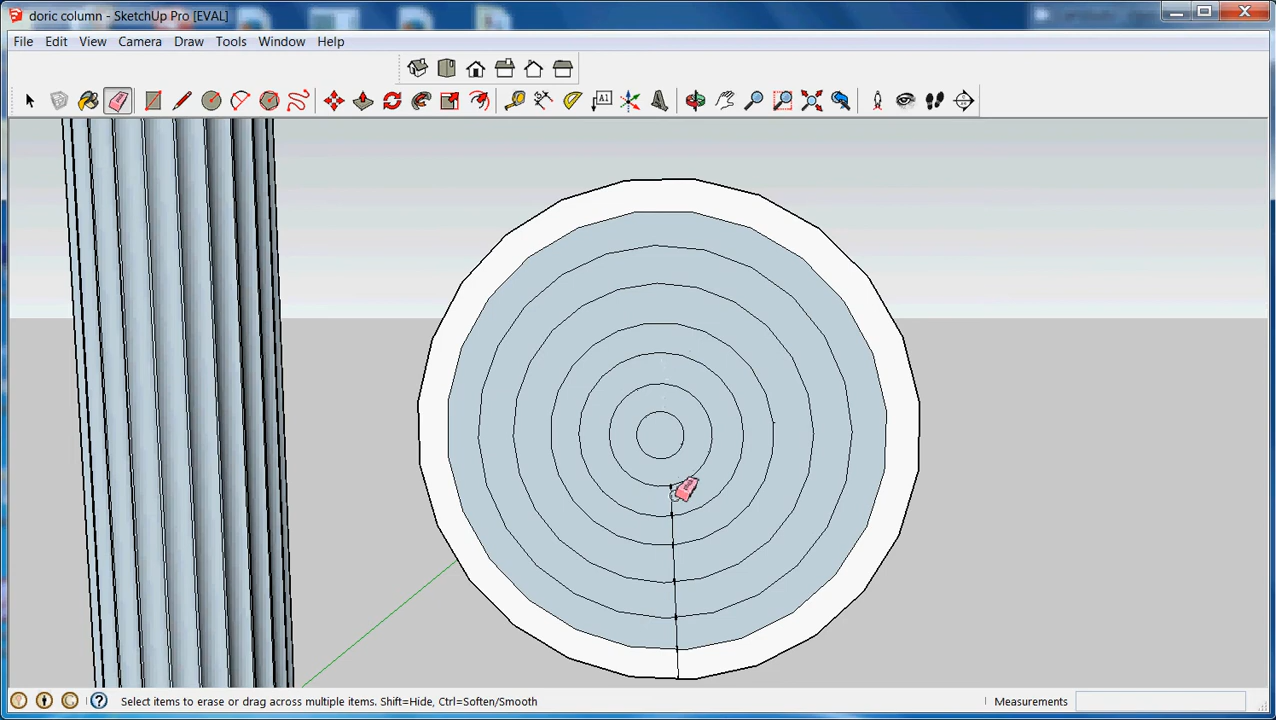 doric column - SketchUp Pro [EVAL]
File Edit View Camera Draw Tools Window Help
A1
Select items to erase or drag across multiple items. Shift=Hide, Ctrl=Soften/Smooth
Measurements